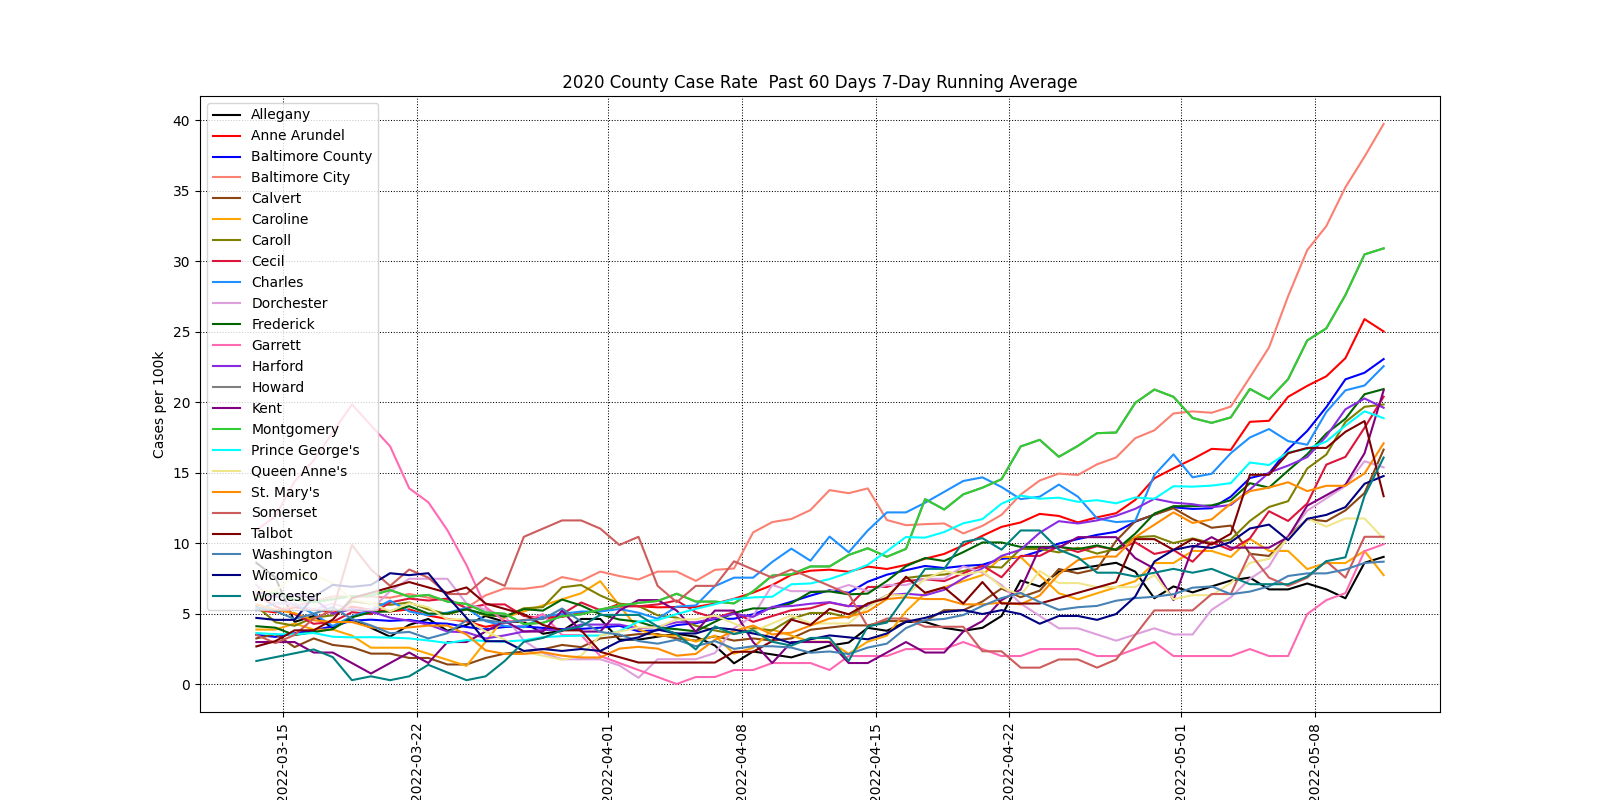 2020 County Case Rate  Past 60 Days 7-Day Running Average
Cases per 100k
40
35
30
25
20
15
10
5
0
Allegany
Anne Arundel
Baltimore County
Baltimore City
Calvert
Caroline
Caroll
Cecil
Charles
Dorchester
Frederick
Garrett
Harford
Howard
Kent
Montgomery
Prince George's
Queen Anne's
St. Mary's
Somerset
Talbot
Washington
Wicomico
Worcester
2022-03-15
2022-03-22
2022-04-01
2022-04-08
2022-04-15
2022-04-22
2022-05-01
2022-05-08